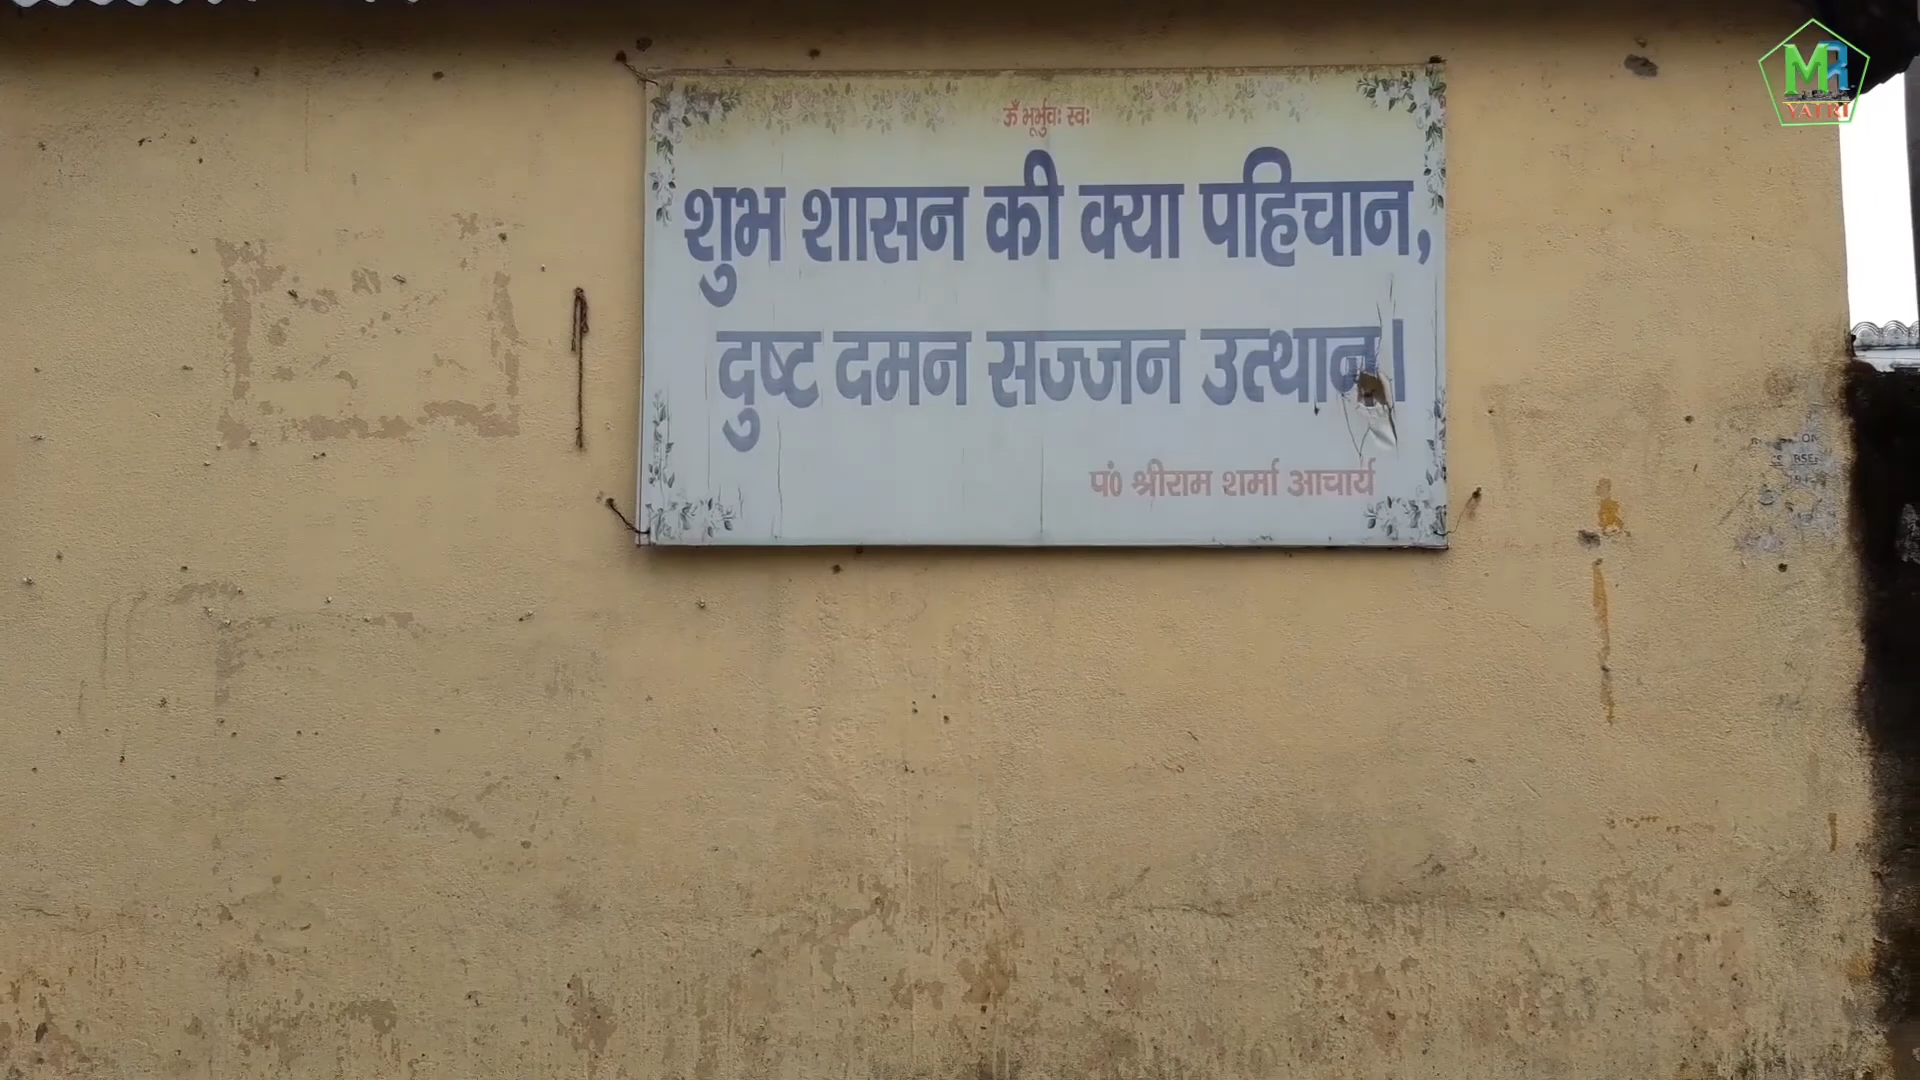 ॐ भूर्भुवः स्वः
शुभ शासन की क्या पहिचान,
दुष्ट दमन सज्जन उत्थान।
पं० श्रीराम शर्मा आचार्य
MR
YATRI